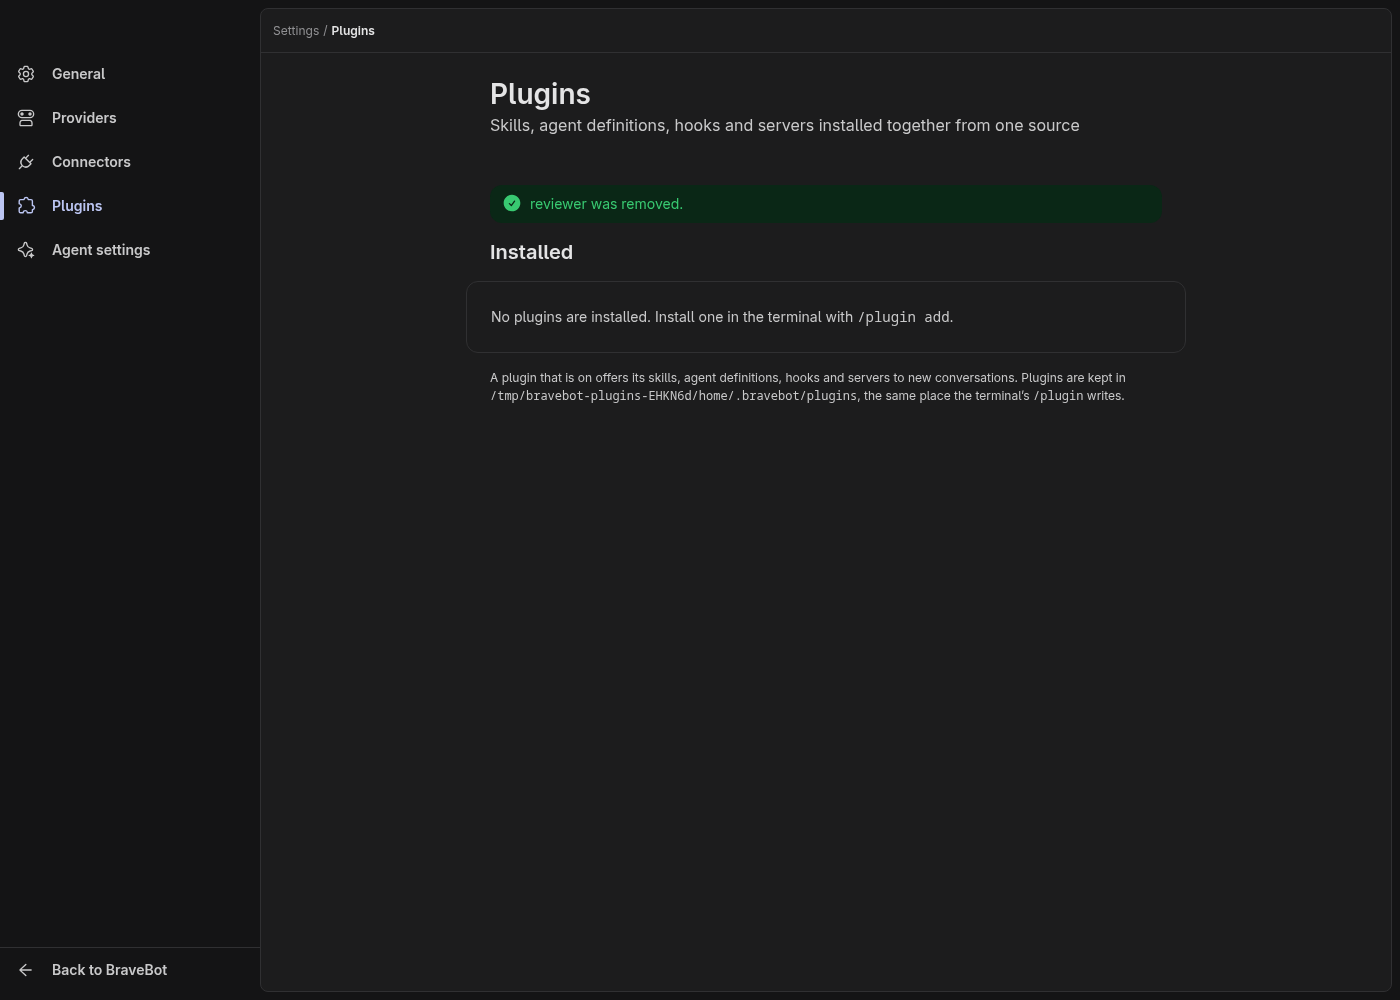 Settings / Plugins
General
Providers
Connectors
Plugins
Agent settings
Back to BraveBot
Plugins
Skills, agent definitions, hooks and servers installed together from one source
reviewer was removed.
Installed
No plugins are installed. Install one in the terminal with /plugin add.
A plugin that is on offers its skills, agent definitions, hooks and servers to new conversations. Plugins are kept in
/tmp/bravebot-plugins-EHKN6d/home/.bravebot/plugins, the same place the terminal's /plugin writes.